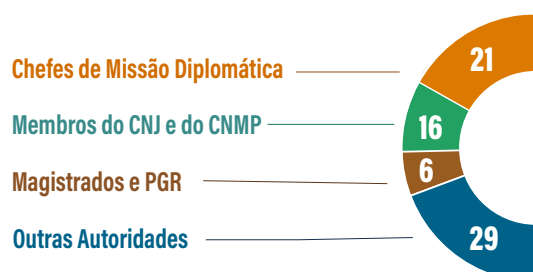 Chefes de Missão Diplomática
21
Membros do CNJ e do CNMP
16
Magistrados e PGR
6
Outras Autoridades
29